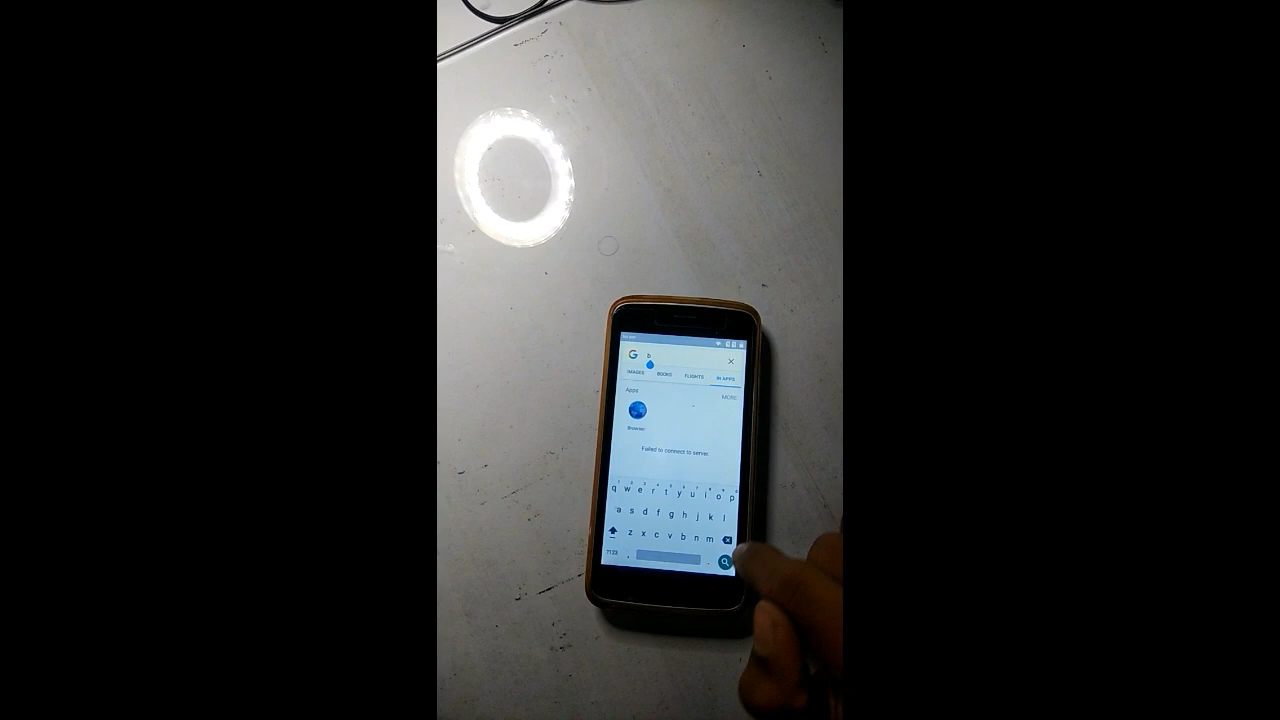 G b
IMAGES BOOKS FLIGHTS IN APPS
Apps MORE
Browser
Failed to connect to server.
q w e r t y u i o p
a s d f g h j k l
z x c v b n m
?123 , .